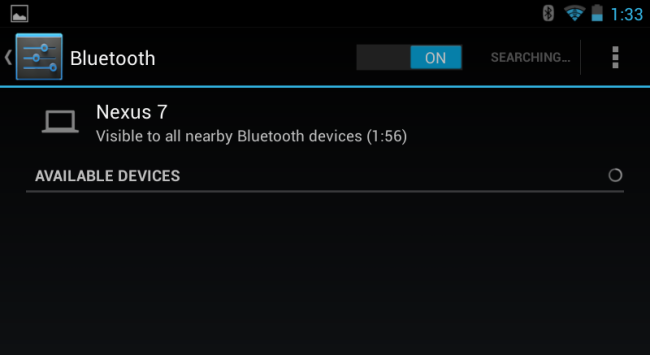 1:33
Bluetooth
ON
SEARCHING...
Nexus 7
Visible to all nearby Bluetooth devices (1:56)
AVAILABLE DEVICES